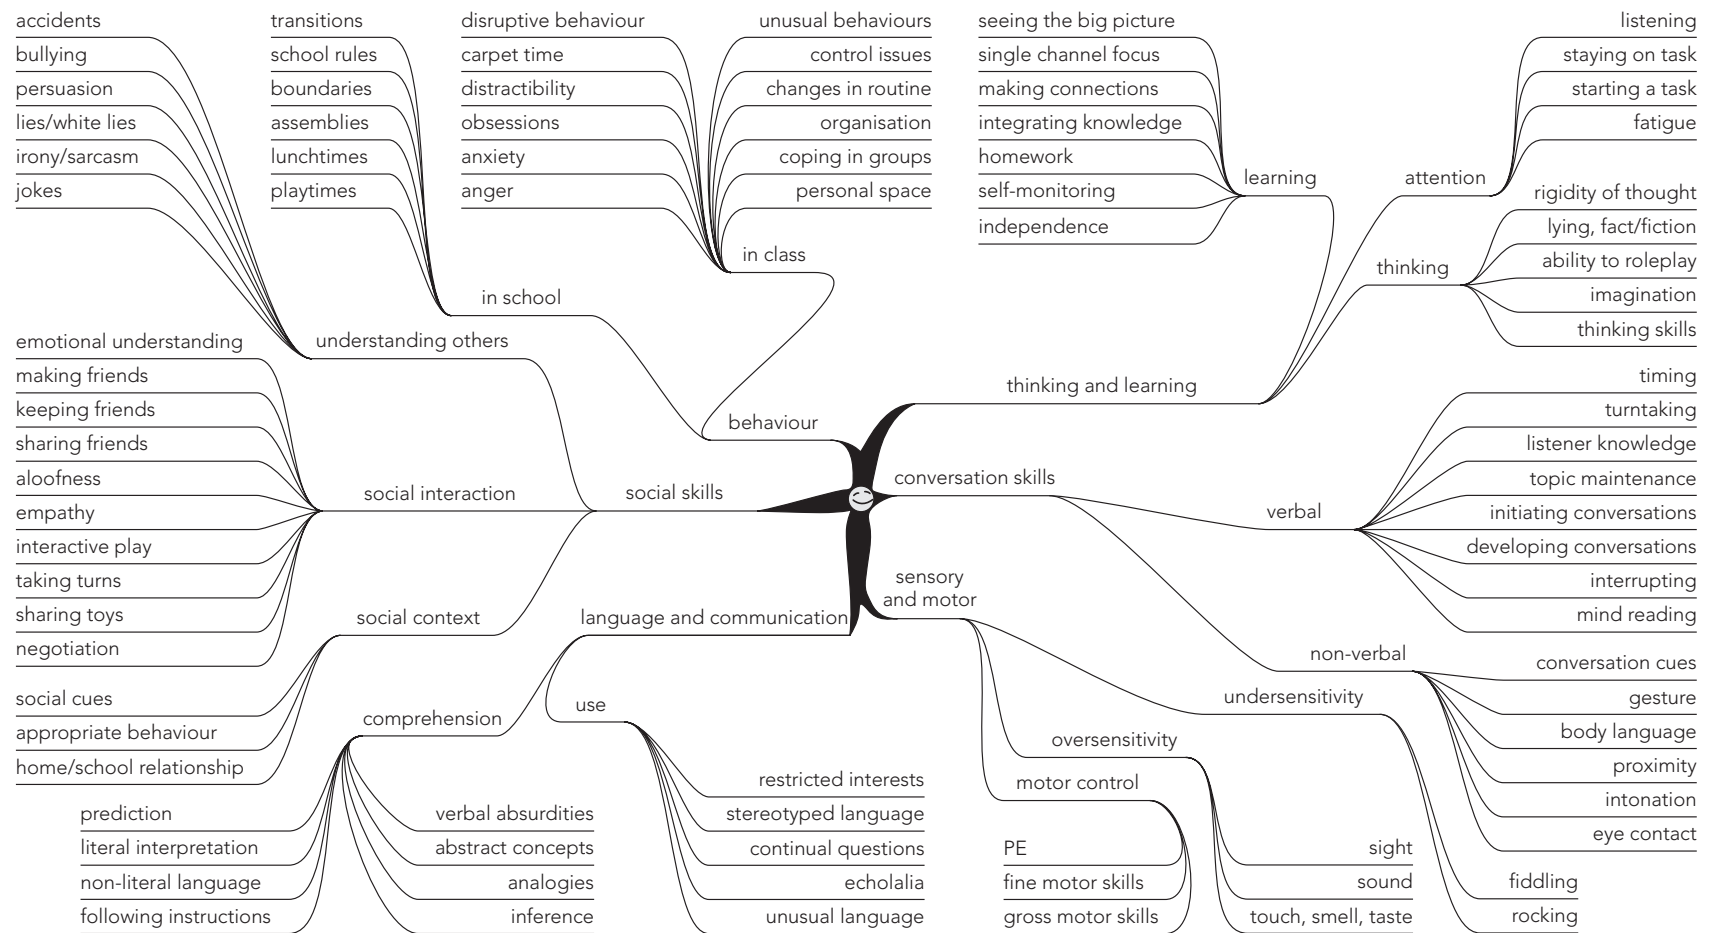 accidents
bullying
persuasion
lies/white lies
irony/sarcasm
jokes
understanding others
transitions
school rules
boundaries
assemblies
lunchtimes
playtimes
in school
disruptive behaviour
carpet time
distractibility
obsessions
anxiety
anger
unusual behaviours
control issues
changes in routine
organisation
coping in groups
personal space
in class
behaviour
seeing the big picture
single channel focus
making connections
integrating knowledge
homework
self-monitoring
independence
learning
listening
staying on task
starting a task
fatigue
attention
rigidity of thought
lying, fact/fiction
ability to roleplay
imagination
thinking skills
thinking
thinking and learning
emotional understanding
making friends
keeping friends
sharing friends
aloofness
empathy
interactive play
taking turns
sharing toys
negotiation
social interaction
social skills
social context
social cues
appropriate behaviour
home/school relationship
conversation skills
verbal
timing
turntaking
listener knowledge
topic maintenance
initiating conversations
developing conversations
interrupting
mind reading
non-verbal
conversation cues
gesture
body language
proximity
intonation
eye contact
language and communication
comprehension
prediction
literal interpretation
non-literal language
following instructions
verbal absurdities
abstract concepts
analogies
inference
use
restricted interests
stereotyped language
continual questions
echolalia
unusual language
sensory
and motor
undersensitivity
fiddling
rocking
oversensitivity
sight
sound
touch, smell, taste
motor control
PE
fine motor skills
gross motor skills